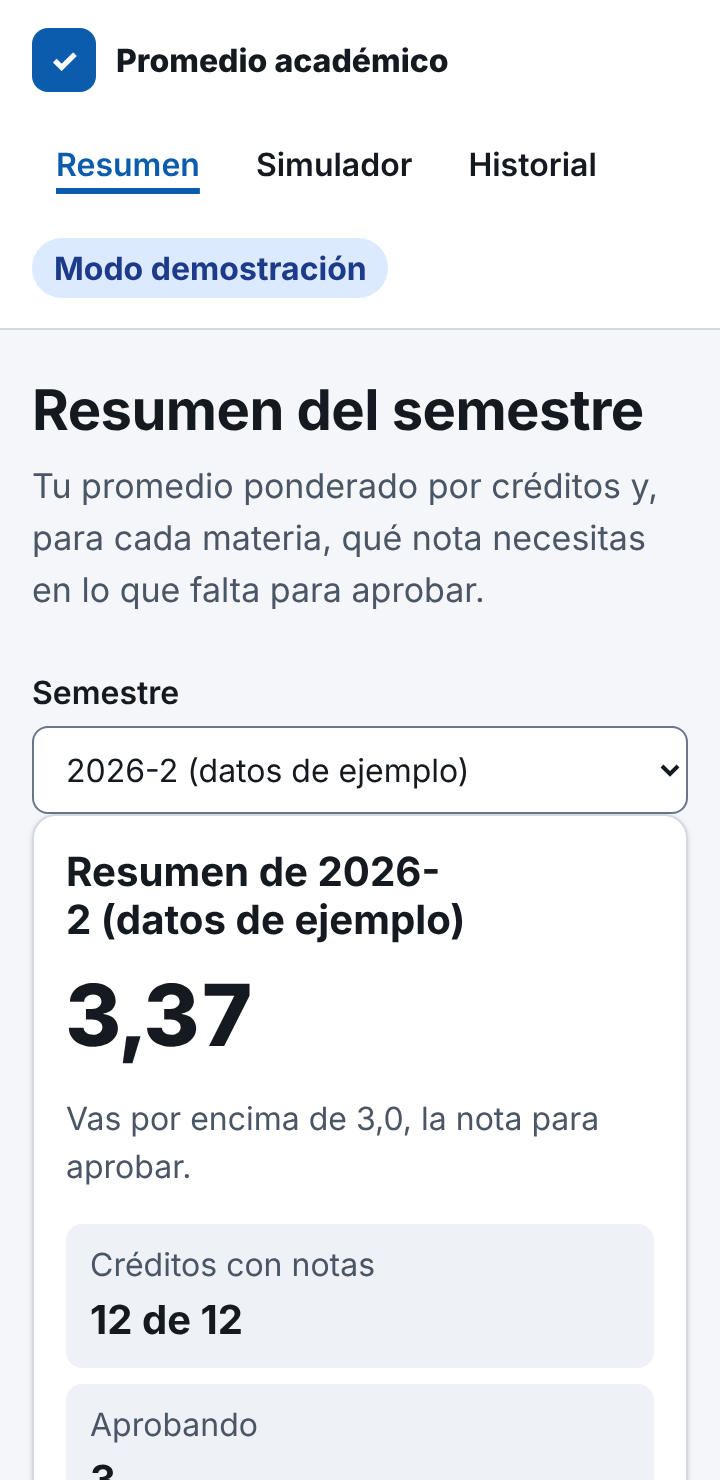 Promedio académico
Resumen Simulador Historial
Modo demostración
Resumen del semestre
Tu promedio ponderado por créditos y,
para cada materia, qué nota necesitas
en lo que falta para aprobar.
Semestre
2026-2 (datos de ejemplo)
Resumen de 2026-
2 (datos de ejemplo)
3,37
Vas por encima de 3,0, la nota para
aprobar.
Créditos con notas
12 de 12
Aprobando
3